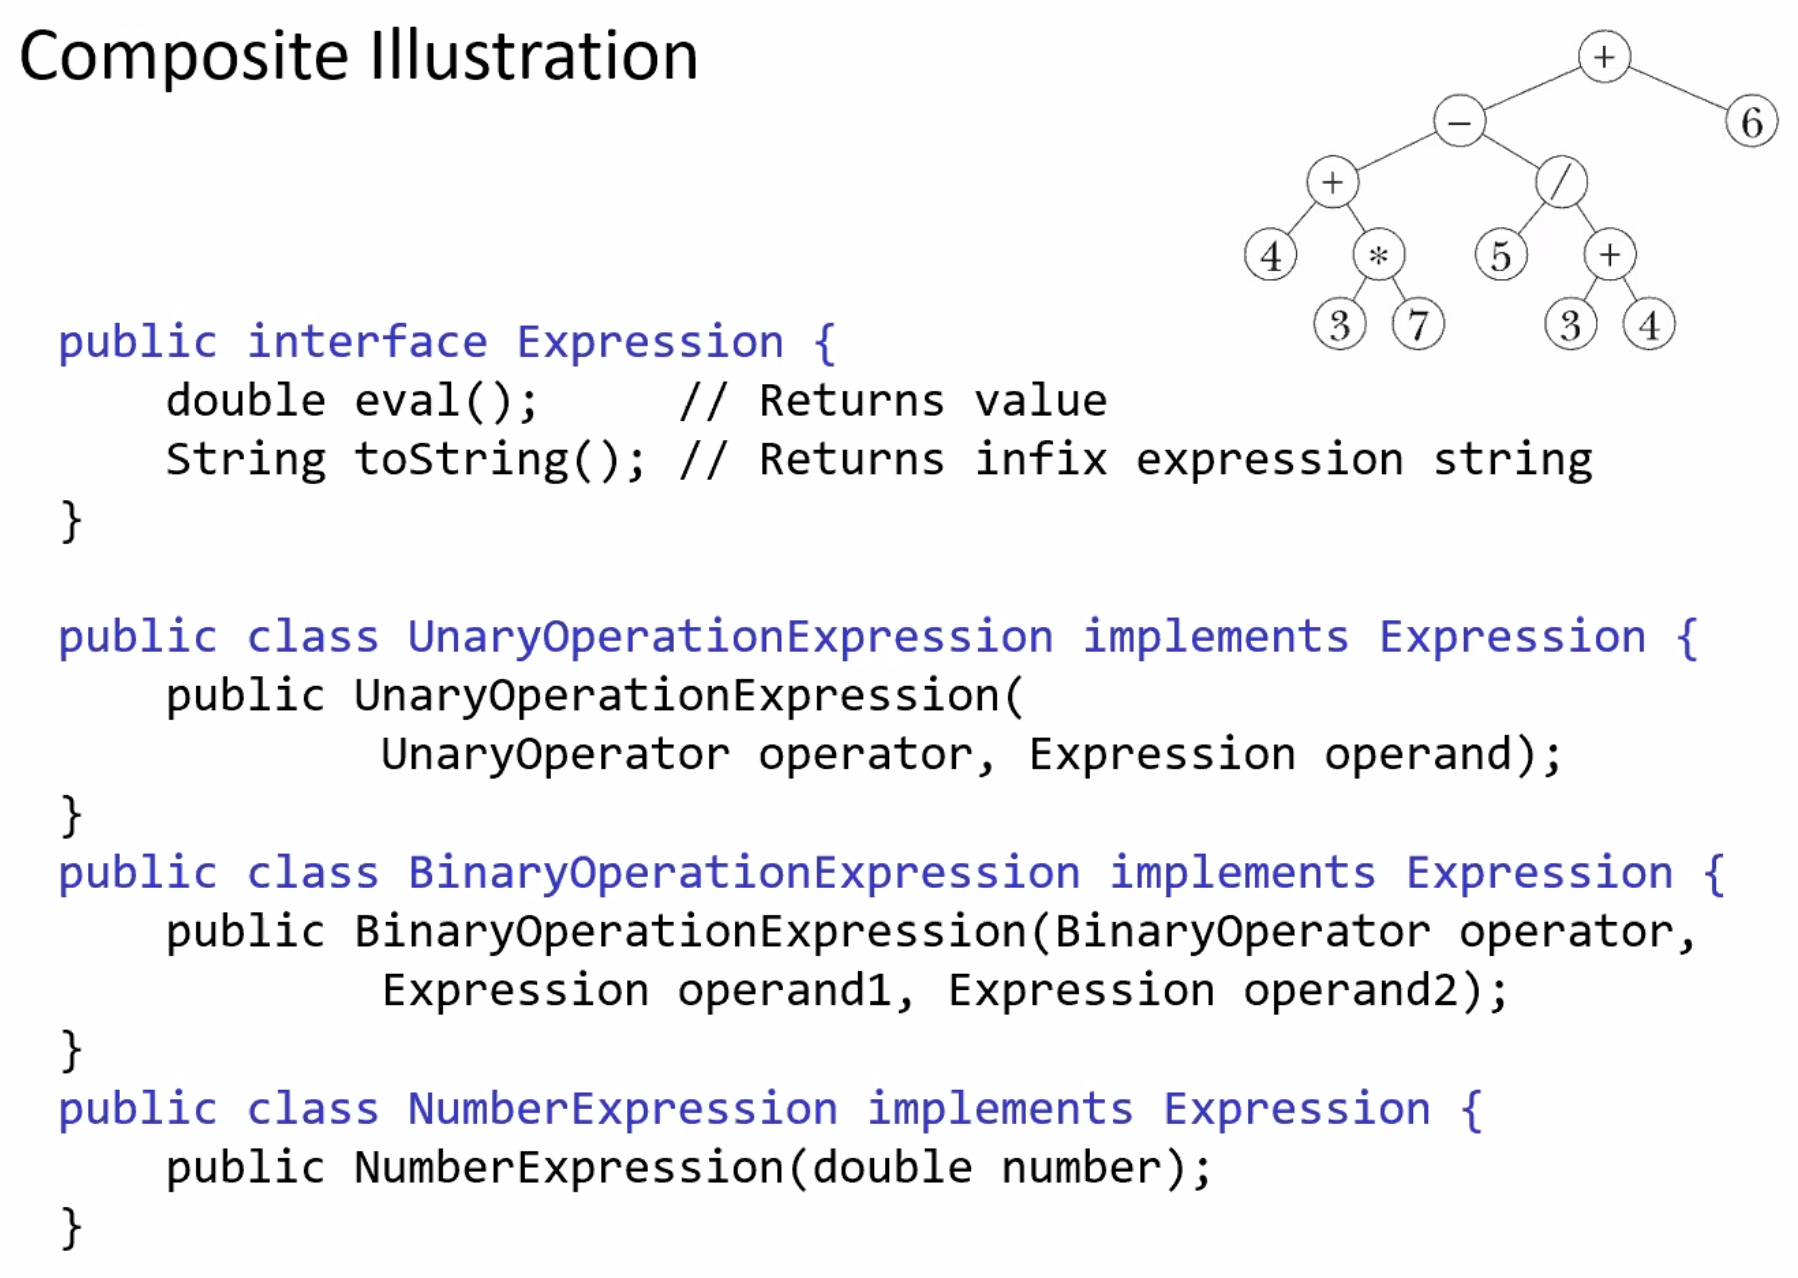 Composite Illustration
+
− 6
+ /
4 * 5 +
3 7 3 4
public interface Expression {
double eval(); // Returns value
String toString(); // Returns infix expression string
}
public class UnaryOperationExpression implements Expression {
public UnaryOperationExpression(
UnaryOperator operator, Expression operand);
}
public class BinaryOperationExpression implements Expression {
public BinaryOperationExpression(BinaryOperator operator,
Expression operand1, Expression operand2);
}
public class NumberExpression implements Expression {
public NumberExpression(double number);
}